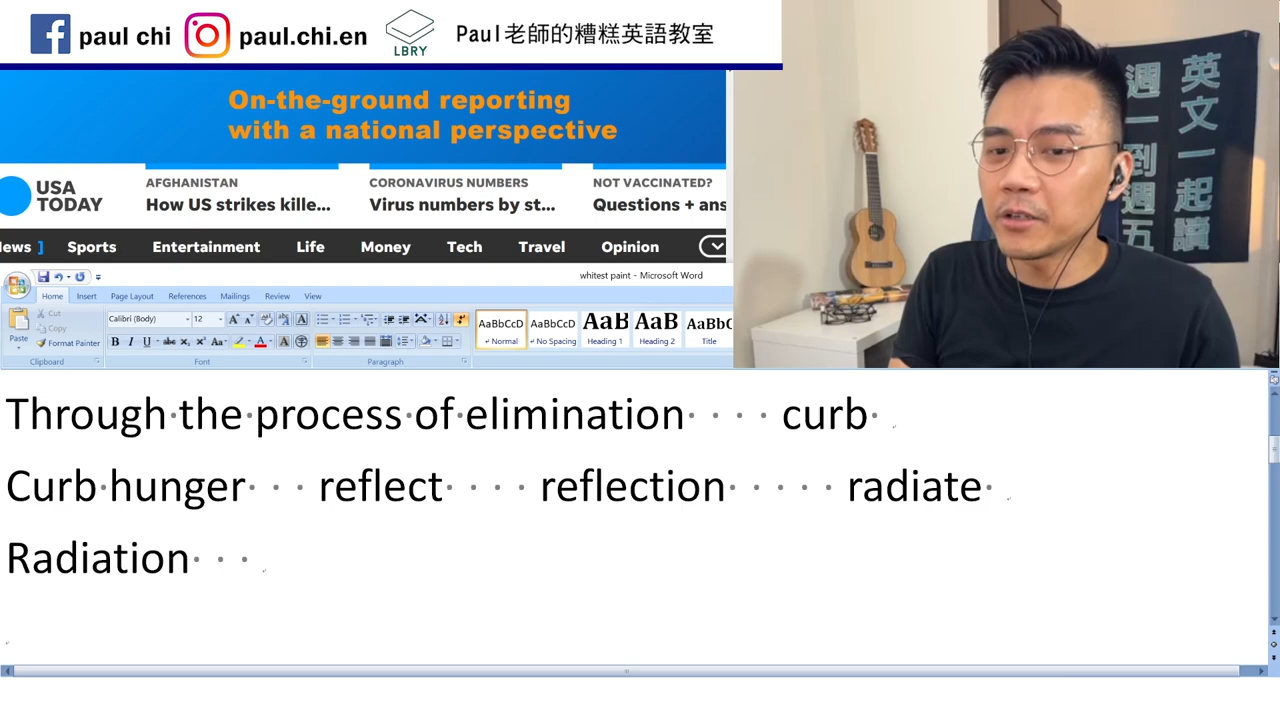 paul chi paul.chi.en LBRY Paul老師的糟糕英語教室
On-the-ground reporting
with a national perspective
USA TODAY
AFGHANISTAN
How US strikes kille...
CORONAVIRUS NUMBERS
Virus numbers by st...
NOT VACCINATED?
Questions + ans
ews ] Sports Entertainment Life Money Tech Travel Opinion
whitest paint - Microsoft Word
Home Insert Page Layout References Mailings Review View
Paste
Cut
Copy
Format Painter
Calibri (Body) 12
AaBbCcD AaBbCcD AaBb AaB AaBbC
Normal No Spacing Heading 1 Heading 2 Title
Clipboard Font Paragraph
Through the process of elimination curb
Curb hunger reflect reflection radiate
Radiation
英文一起讀
週一到週五